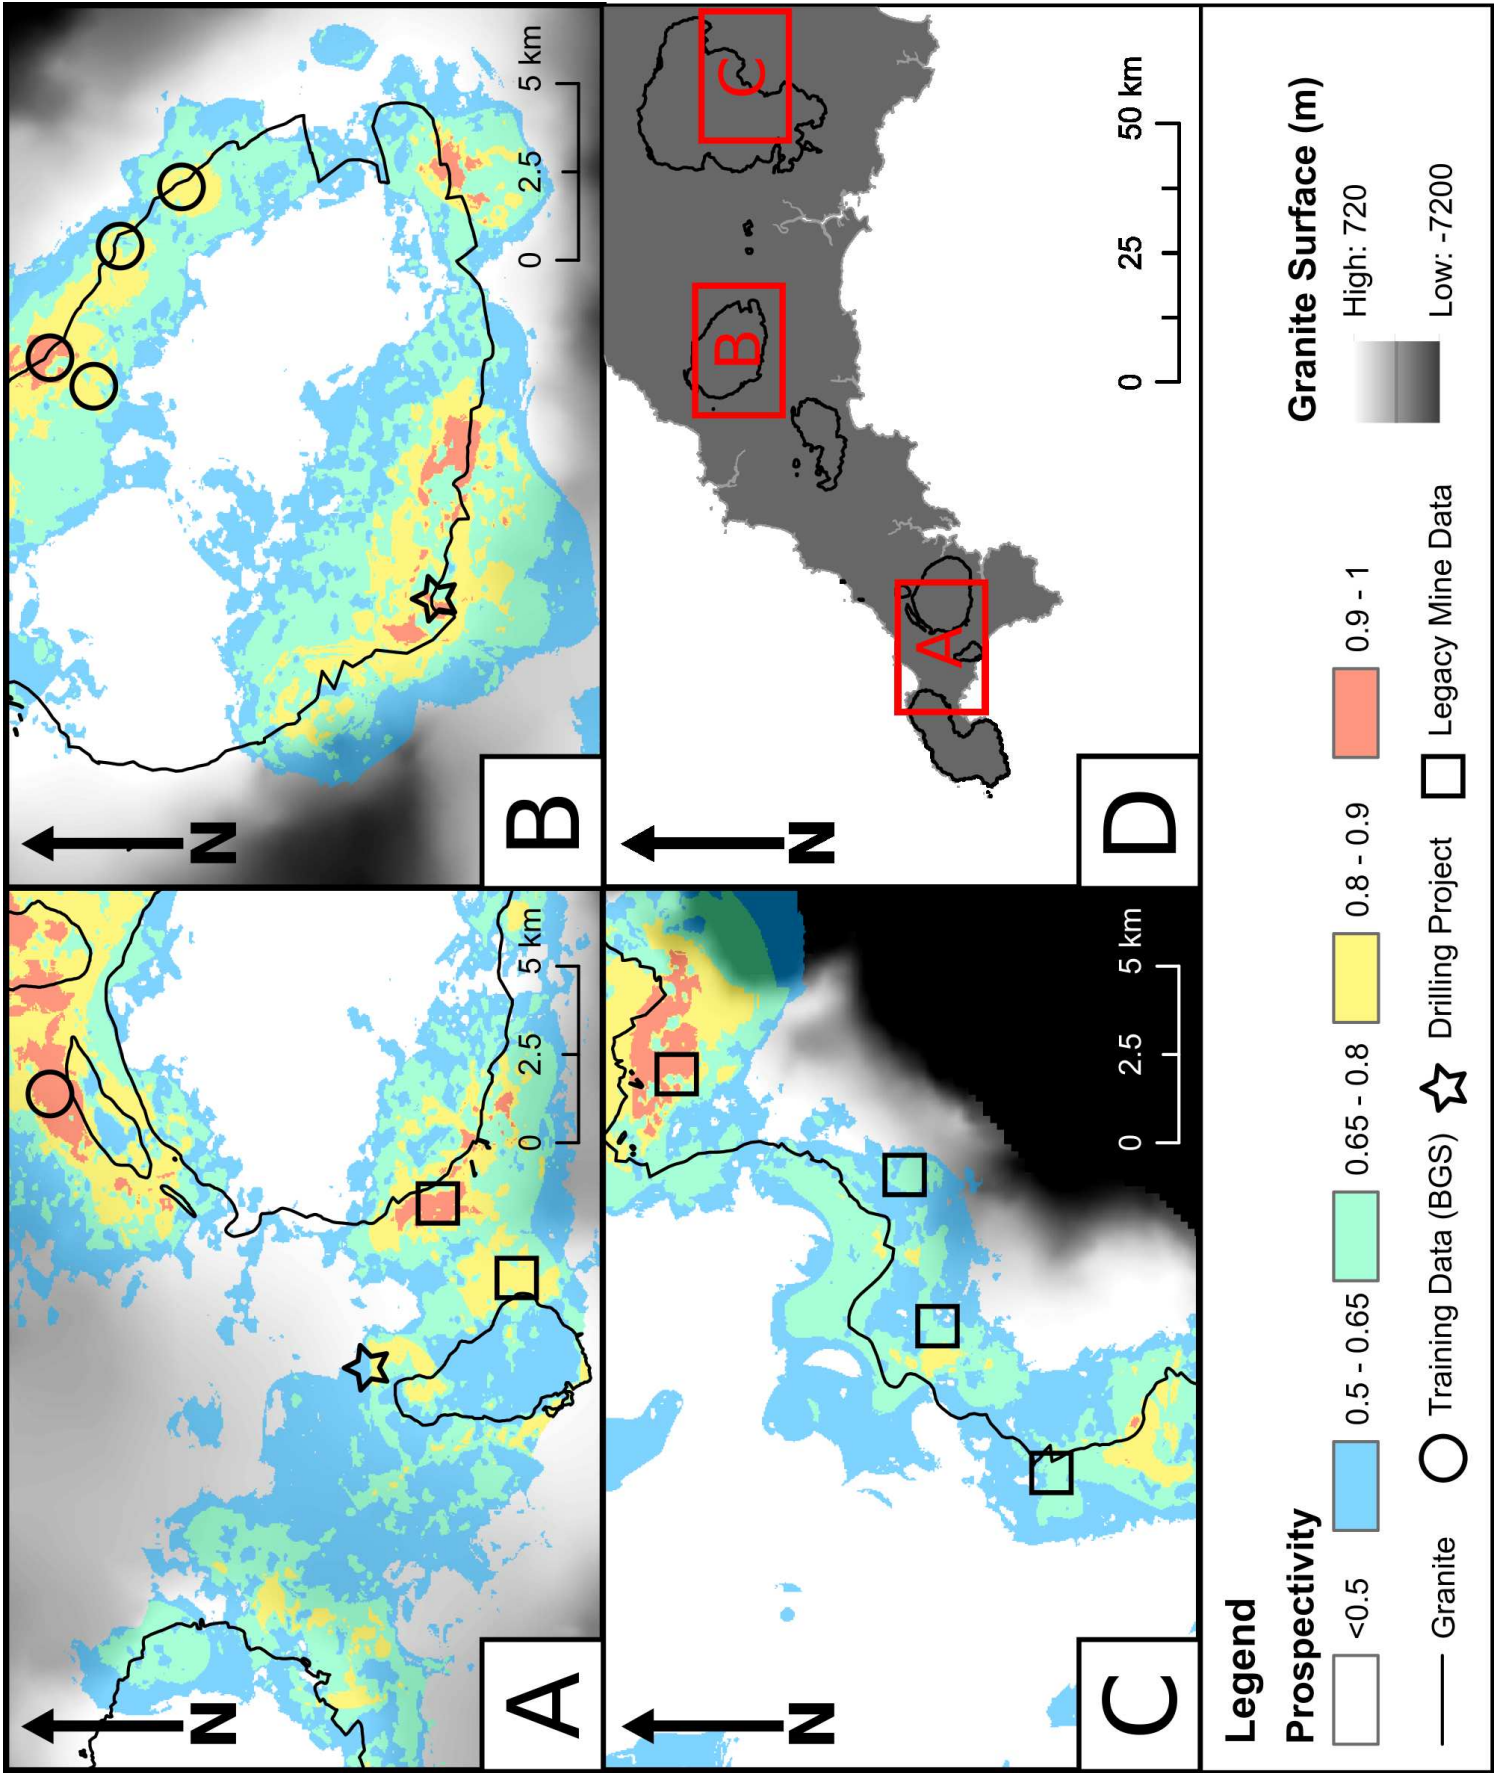 N
A
0 2.5 5 km
N
B
0 2.5 5 km
N
C
0 2.5 5 km
N
D
A
B
C
0 25 50 km
Legend
Prospectivity
<0.5
0.5 - 0.65
0.65 - 0.8
0.8 - 0.9
0.9 - 1
Granite Surface (m)
High: 720
Low: -7200
Granite
Training Data (BGS)
Drilling Project
Legacy Mine Data